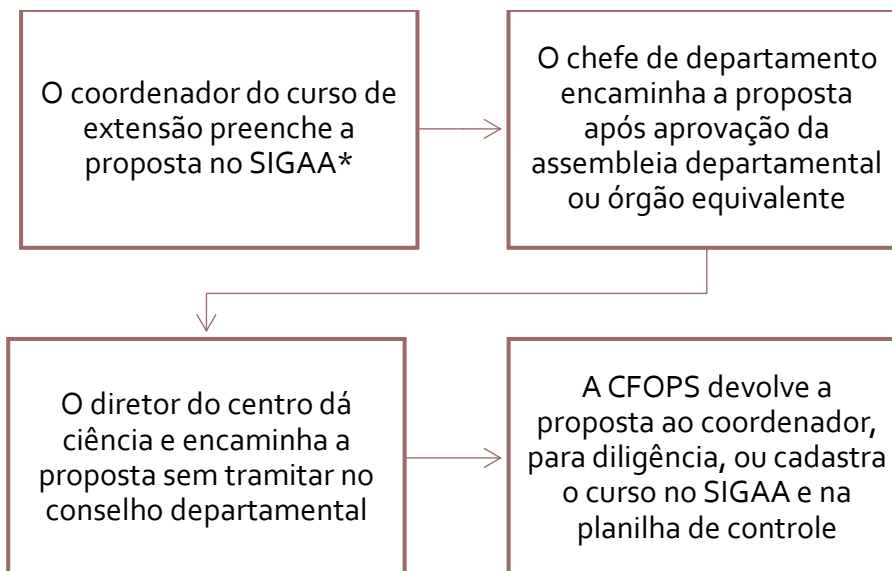 O coordenador do curso de
extensão preenche a
proposta no SIGAA*
O chefe de departamento
encaminha a proposta
após aprovação da
assembleia departamental
ou órgão equivalente
O diretor do centro dá
ciência e encaminha a
proposta sem tramitar no
conselho departamental
A CFOPS devolve a
proposta ao coordenador,
para diligência, ou cadastra
o curso no SIGAA e na
planilha de controle